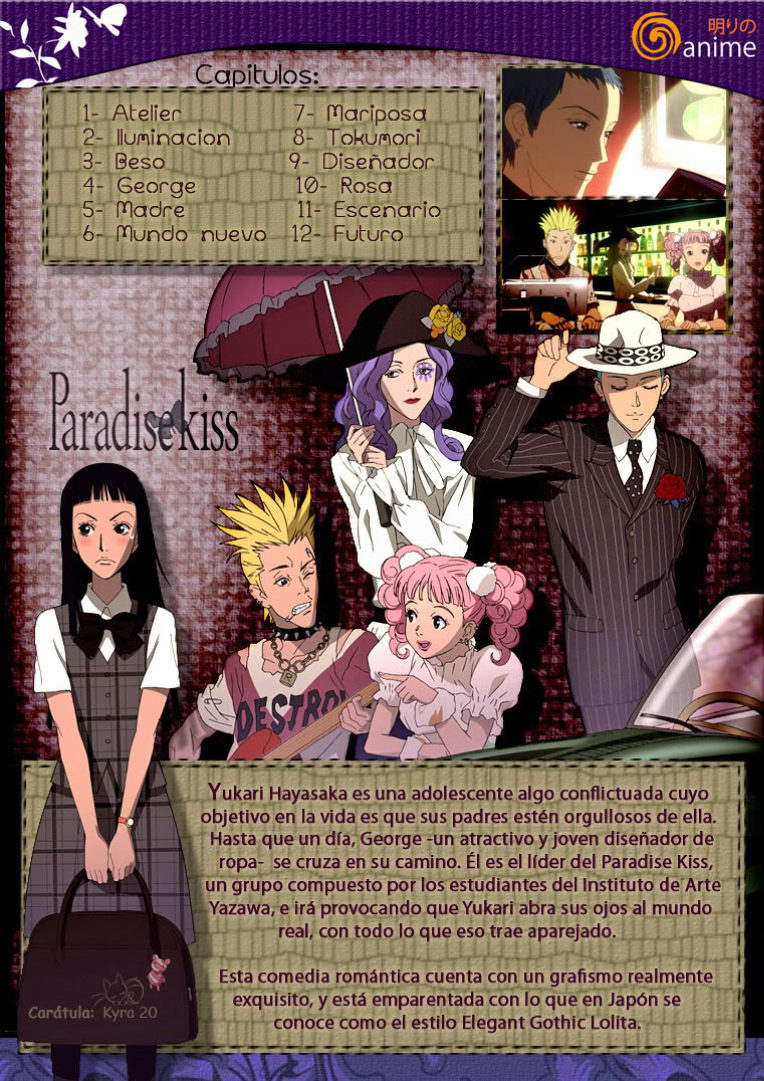 明りの
anime
Capitulos:
1- Atelier
2- Iluminacion
3- Beso
4- George
5- Madre
6- Mundo nuevo
7- Mariposa
8- Tokumori
9- Diseñador
10- Rosa
11- Escenario
12- Futuro
Paradise kiss
DESTROY
Yukari Hayasaka es una adolescente algo conflictuada cuyo
objetivo en la vida es que sus padres estén orgullosos de ella.
Hasta que un día, George -un atractivo y joven diseñador de
ropa- se cruza en su camino. Él es el líder del Paradise Kiss,
un grupo compuesto por los estudiantes del Instituto de Arte
Yazawa, e irá provocando que Yukari abra sus ojos al mundo
real, con todo lo que eso trae aparejado.
Esta comedia romántica cuenta con un grafismo realmente
exquisito, y está emparentada con lo que en Japón se
conoce como el estilo Elegant Gothic Lolita.
Carátula: Kyra 20